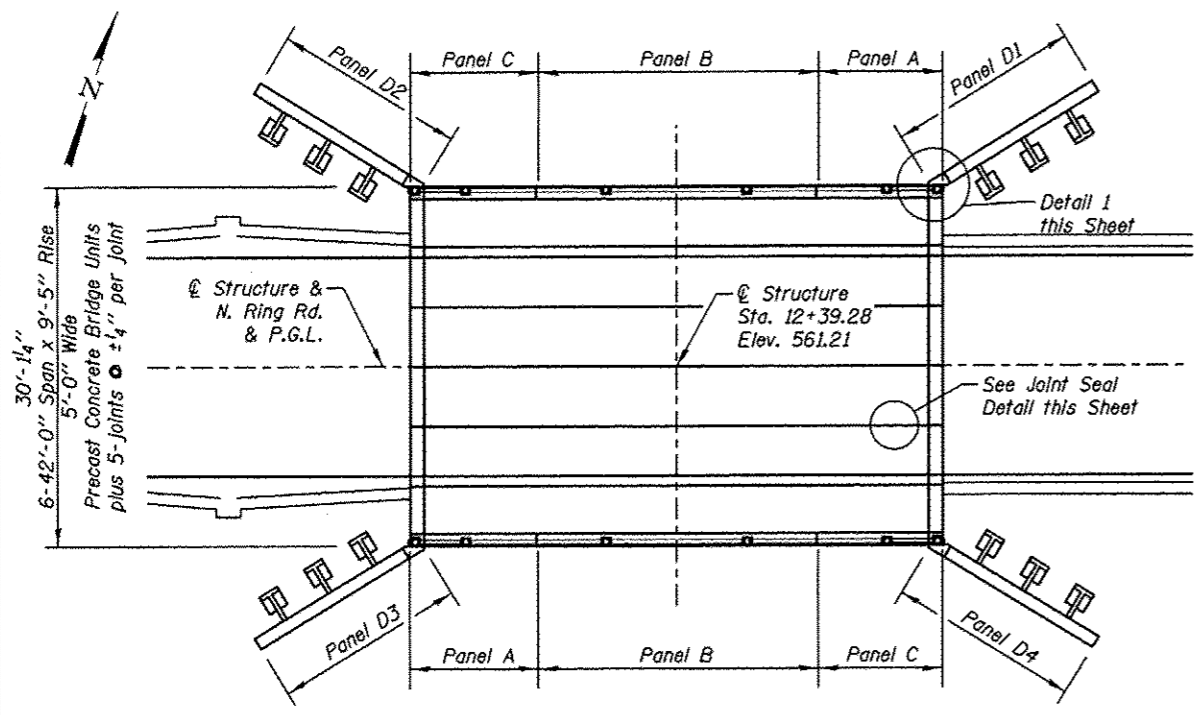 Panel C
Panel B
Panel A
Panel D2
Panel D1
N
Detail 1
this Sheet
30'-1¼"
6-42'-0" Span x 9'-5" Rise
5'-0" Wide
Precast Concrete Bridge Units
plus 5-joints @ ±¼" per joint
℄ Structure &
N. Ring Rd.
& P.G.L.
℄ Structure
Sta. 12+39.28
Elev. 561.21
See Joint Seal
Detail this Sheet
Panel D3
Panel D4
Panel A
Panel B
Panel C